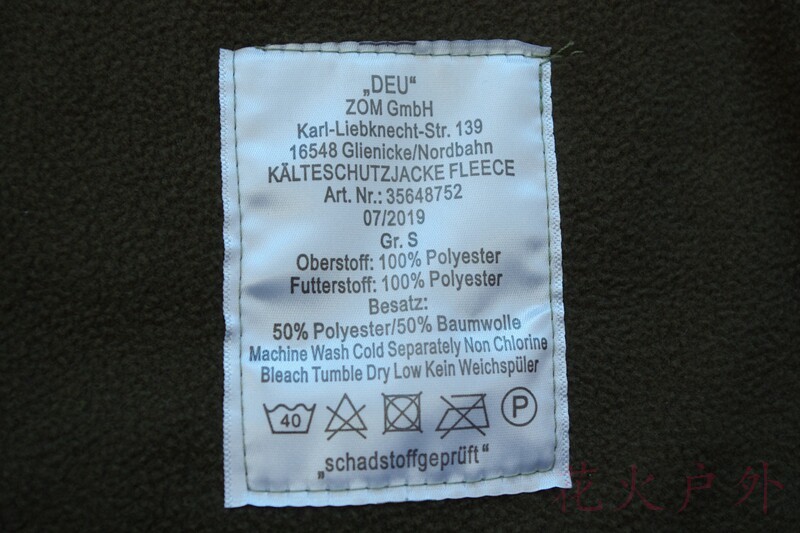 „DEU“
ZOM GmbH
Karl-Liebknecht-Str. 139
16548 Glienicke/Nordbahn
KÄLTESCHUTZJACKE FLEECE
Art. Nr.: 35648752
07/2019
Gr. S
Oberstoff: 100% Polyester
Futterstoff: 100% Polyester
Besatz:
50% Polyester/50% Baumwolle
Machine Wash Cold Separately Non Chlorine
Bleach Tumble Dry Low Kein Weichspüler
40 P
„schadstoffgeprüft“
花火户外